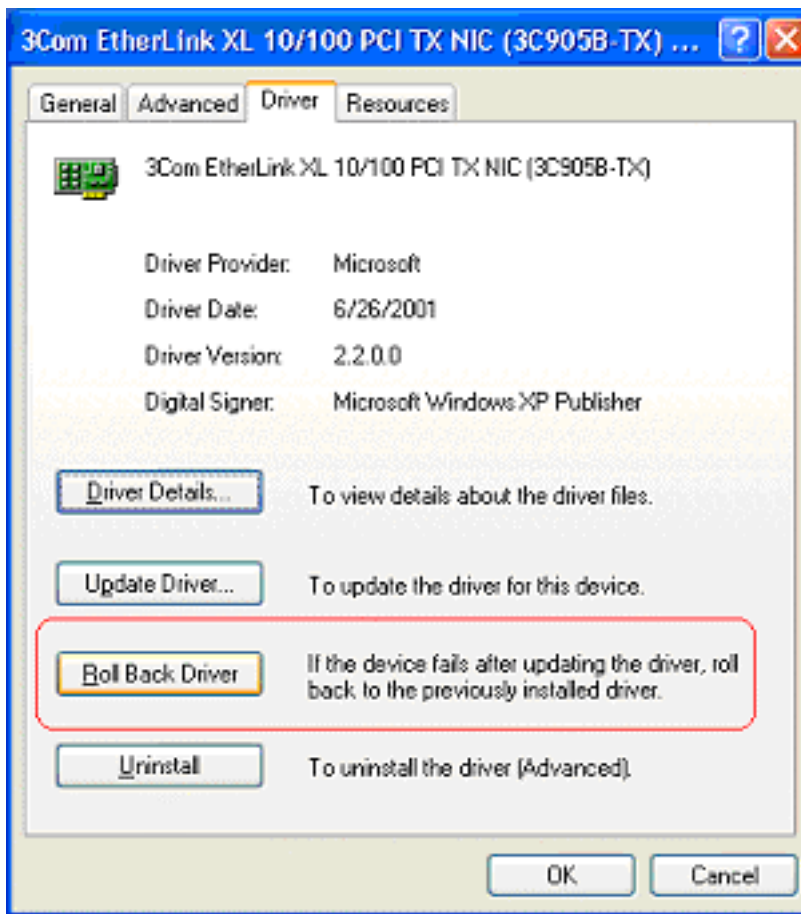 3Com EtherLink XL 10/100 PCI TX NIC (3C905B-TX) ...
General Advanced Driver Resources
3Com EtherLink XL 10/100 PCI TX NIC (3C905B-TX)
Driver Provider: Microsoft
Driver Date: 6/26/2001
Driver Version: 2.2.0.0
Digital Signer: Microsoft Windows XP Publisher
Driver Details... To view details about the driver files.
Update Driver... To update the driver for this device.
Roll Back Driver If the device fails after updating the driver, roll
back to the previously installed driver.
Uninstall To uninstall the driver (Advanced).
OK Cancel